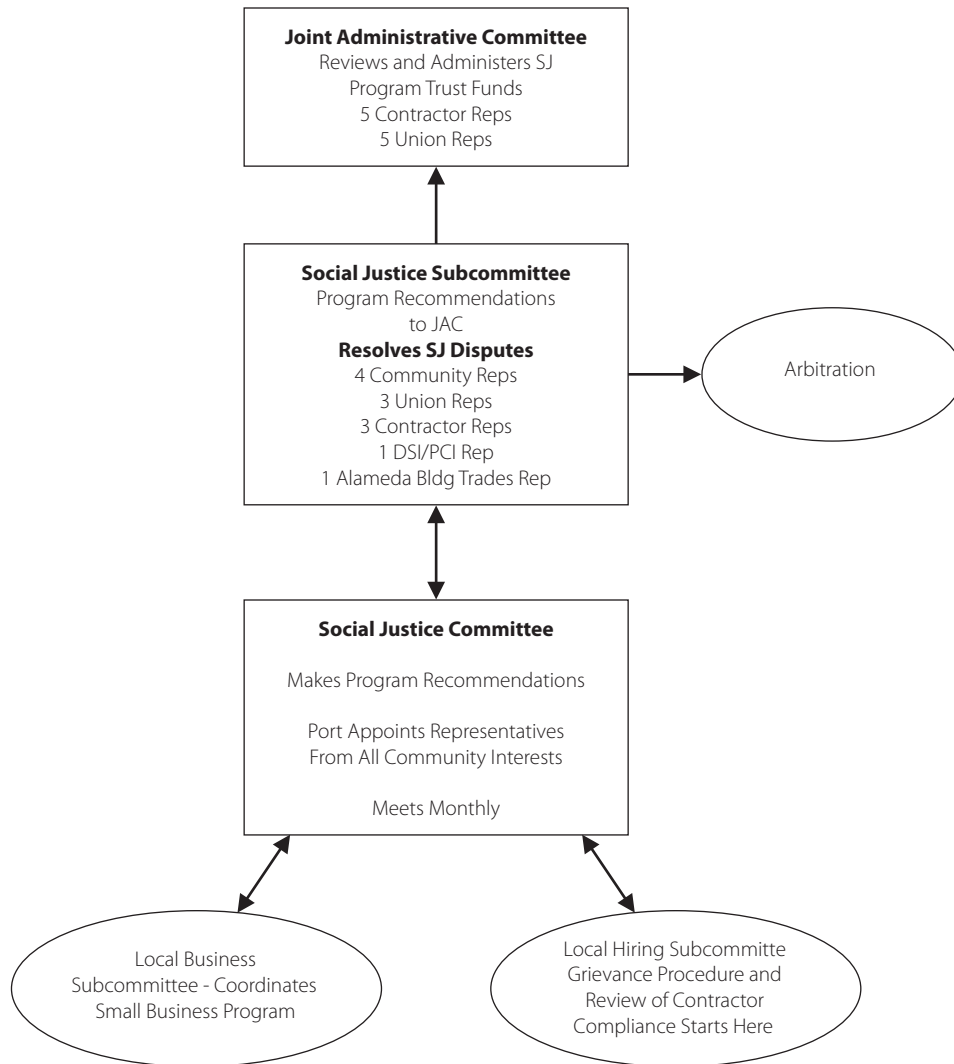 Joint Administrative Committee
Reviews and Administers SJ
Program Trust Funds
5 Contractor Reps
5 Union Reps
Social Justice Subcommittee
Program Recommendations
to JAC
Resolves SJ Disputes
4 Community Reps
3 Union Reps
3 Contractor Reps
1 DSI/PCI Rep
1 Alameda Bldg Trades Rep
Arbitration
Social Justice Committee
Makes Program Recommendations
Port Appoints Representatives
From All Community Interests
Meets Monthly
Local Business
Subcommittee - Coordinates
Small Business Program
Local Hiring Subcommitte
Grievance Procedure and
Review of Contractor
Compliance Starts Here